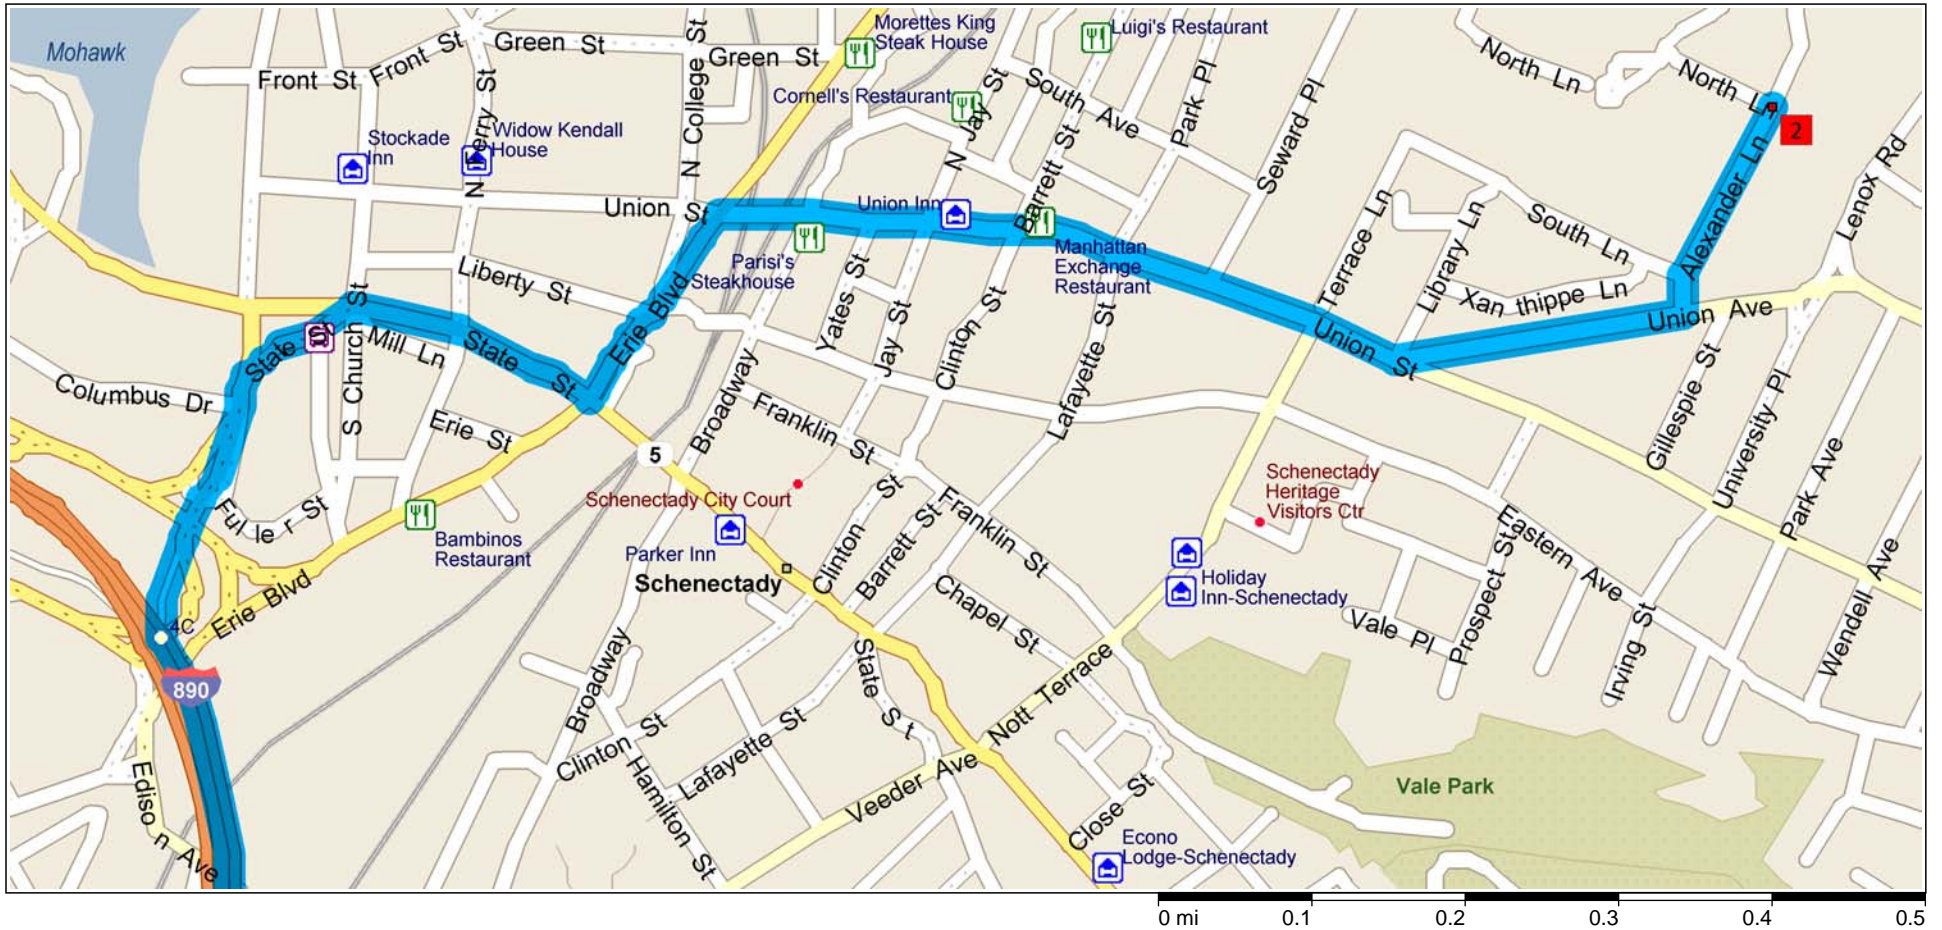 Mohawk
Front St
Front St
Green St
Green St
N College St
N Ferry St
Morettes King
Steak House
Luigi's Restaurant
Cornell's Restaurant
South Ave
N Jay St
Barrett St
Park Pl
Seward Pl
North Ln
North Ln
2
Alexander Ln
Lenox Rd
Stockade
Inn
Widow Kendall
House
Union St
Union Inn
Parisi's
Steakhouse
Manhattan
Exchange
Restaurant
Terrace Ln
Library Ln
South Ln
Xan thippe Ln
Union Ave
Liberty St
Erie Blvd
Yates St
Jay St
Clinton St
Lafayette St
Union St
State St
S Church St
Mill Ln
State St
Columbus Dr
Erie St
Broadway
Franklin St
5
Gillespie St
University Pl
Park Ave
Schenectady City Court
Schenectady
Heritage
Visitors Ctr
Fuller St
Bambinos
Restaurant
Parker Inn
Schenectady
Clinton St
Barrett St
Franklin St
Chapel St
Holiday
Inn-Schenectady
Eastern Ave
Prospect St
Vale Pl
Irving St
Wendell Ave
4C
Erie Blvd
890
Broadway
State St
Nott Terrace
Clinton St
Lafayette St
Hamilton St
Veeder Ave
Close St
Vale Park
Edison Ave
Econo
Lodge-Schenectady
0 mi 0.1 0.2 0.3 0.4 0.5